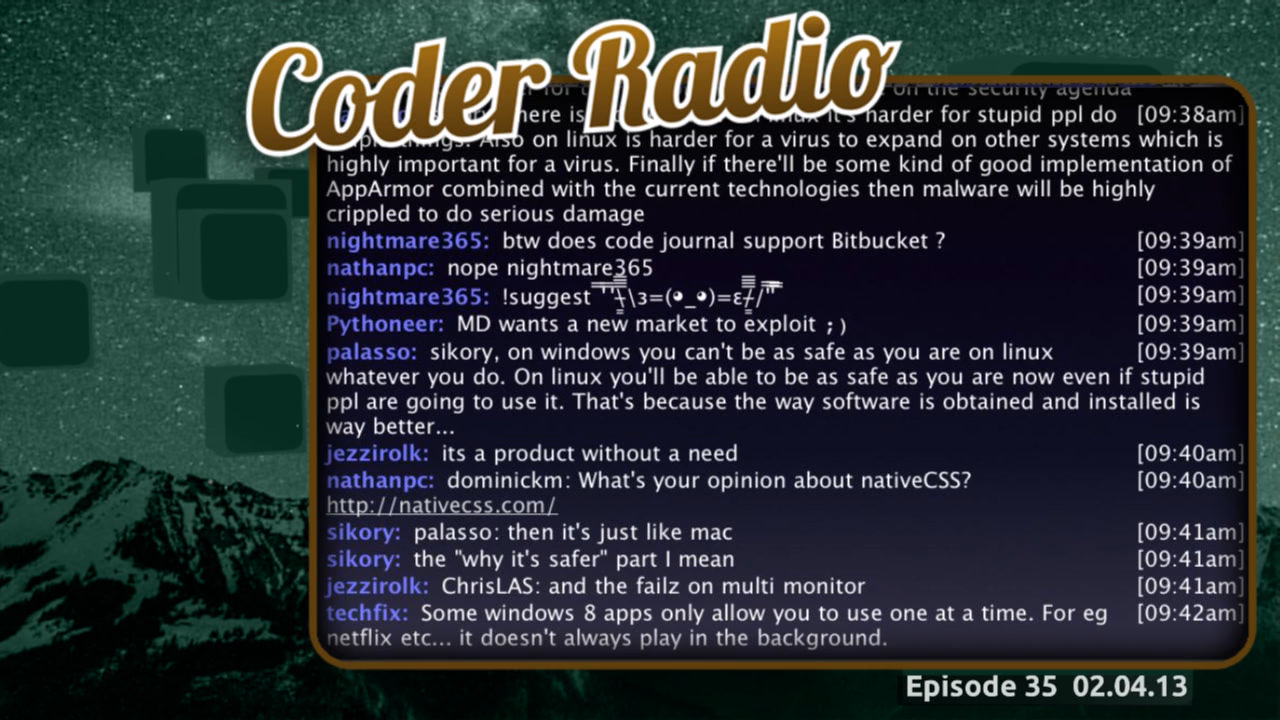 Coder Radio
on the security agenda
here is it's harder for stupid ppl do [09:38am]
things. Also on linux is harder for a virus to expand on other systems which is
highly important for a virus. Finally if there'll be some kind of good implementation of
AppArmor combined with the current technologies then malware will be highly
crippled to do serious damage
nightmare365: btw does code journal support Bitbucket ? [09:39am]
nathanpc: nope nightmare365 [09:39am]
nightmare365: !suggest \з=(◕_◕)=ε/ [09:39am]
Pythoneer: MD wants a new market to exploit ;) [09:39am]
palasso: sikory, on windows you can't be as safe as you are on linux [09:39am]
whatever you do. On linux you'll be able to be as safe as you are now even if stupid
ppl are going to use it. That's because the way software is obtained and installed is
way better...
jezzirolk: its a product without a need [09:40am]
nathanpc: dominickm: What's your opinion about nativeCSS? [09:40am]
http://nativecss.com/
sikory: palasso: then it's just like mac [09:41am]
sikory: the "why it's safer" part I mean [09:41am]
jezzirolk: ChrisLAS: and the failz on multi monitor [09:41am]
techfix: Some windows 8 apps only allow you to use one at a time. For eg [09:42am]
netflix etc... it doesn't always play in the background.
Episode 35 02.04.13